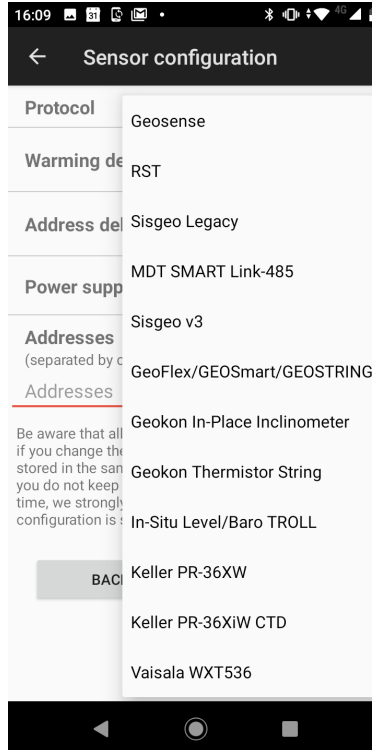 16:09 31 4G
Sensor configuration
Protocol
Geosense
Warming de
RST
Address del
Sisgeo Legacy
MDT SMART Link-485
Power supp
Sisgeo v3
Addresses
(separated by c
GeoFlex/GEOSmart/GEOSTRING
Addresses
Geokon In-Place Inclinometer
Be aware that all
if you change the
stored in the sam
you do not keep
time, we strongly
configuration is s
Geokon Thermistor String
In-Situ Level/Baro TROLL
BACK
Keller PR-36XW
Keller PR-36XiW CTD
Vaisala WXT536